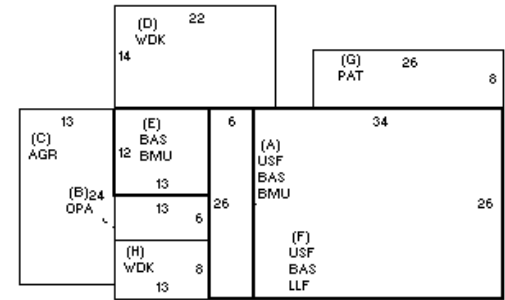 (D) 22
WDK
14
(G) 26
PAT 8
13 (E) 6 34
(C) BAS
AGR 12 BMU
(A)
USF
BAS
BMU
13
(B) 24
OPA
13
6
26
26
(F)
USF
BAS
LLF
(H)
WDK 8
13